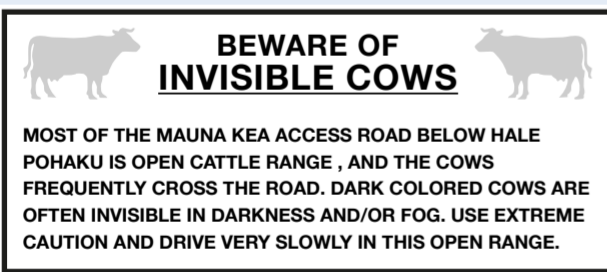 BEWARE OF
INVISIBLE COWS
MOST OF THE MAUNA KEA ACCESS ROAD BELOW HALE
POHAKU IS OPEN CATTLE RANGE , AND THE COWS
FREQUENTLY CROSS THE ROAD. DARK COLORED COWS ARE
OFTEN INVISIBLE IN DARKNESS AND/OR FOG. USE EXTREME
CAUTION AND DRIVE VERY SLOWLY IN THIS OPEN RANGE.